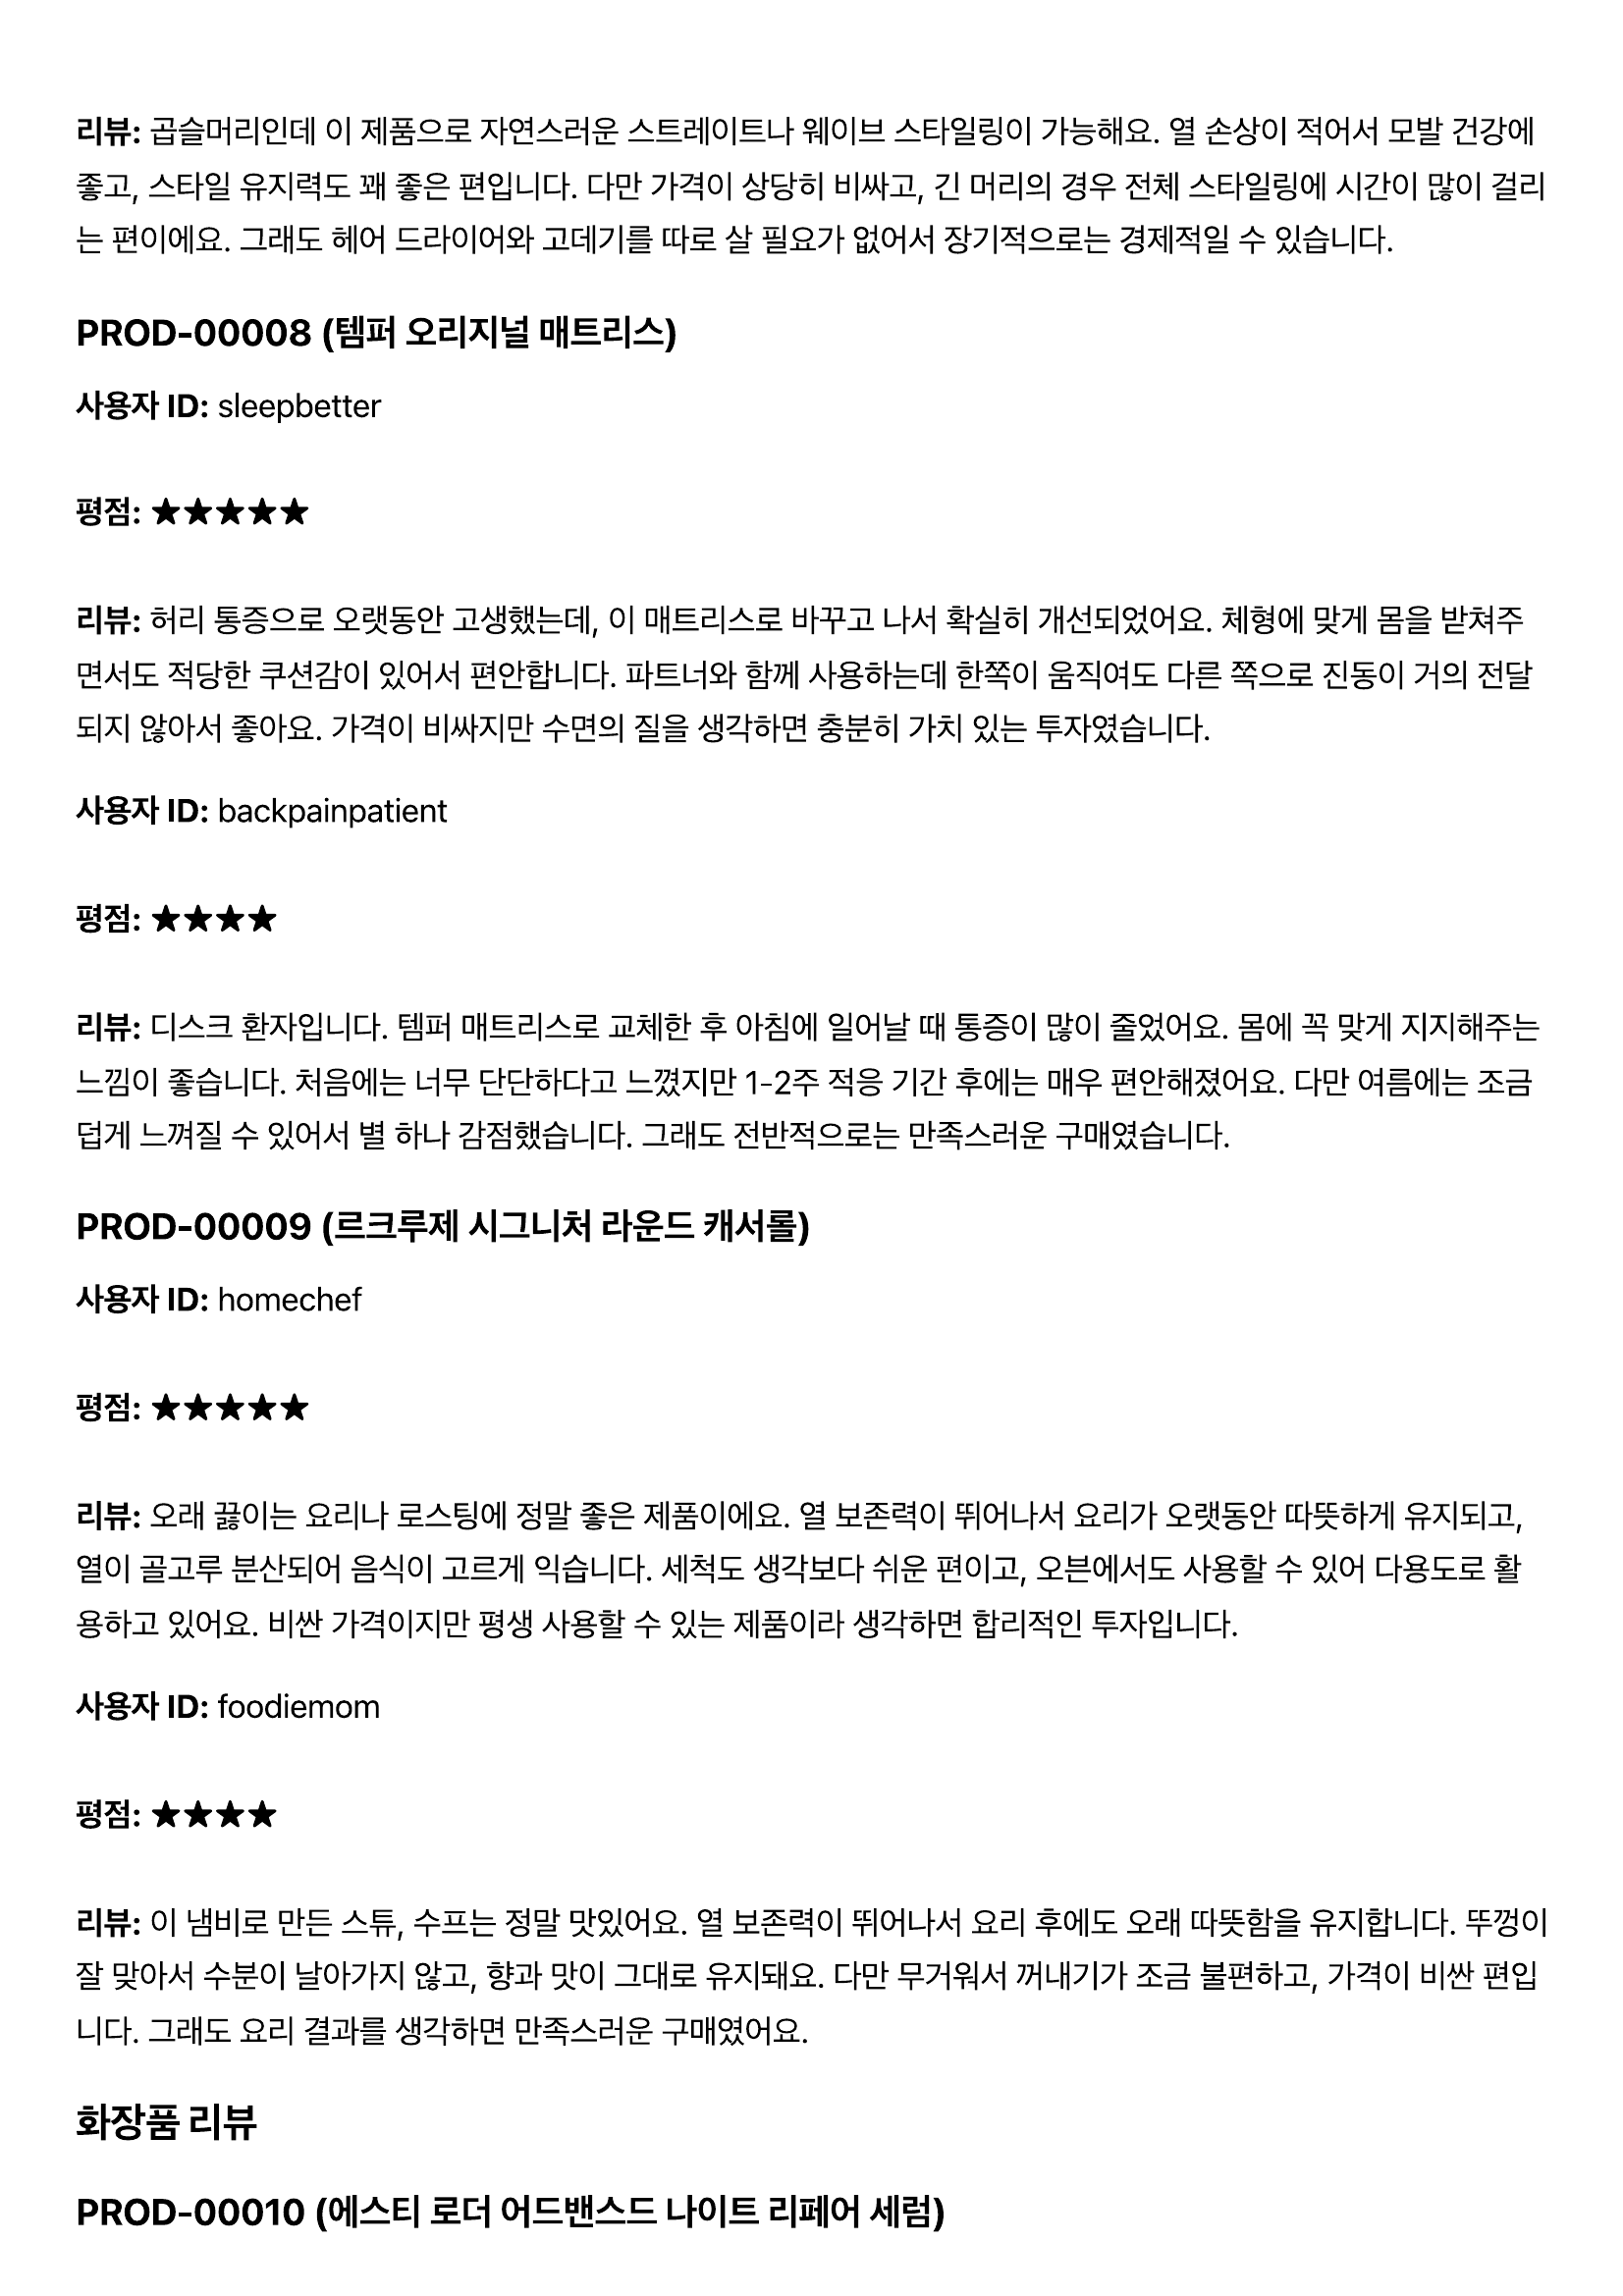 리뷰: 곱슬머리인데 이 제품으로 자연스러운 스트레이트나 웨이브 스타일링이 가능해요. 열 손상이 적어서 모발 건강에
좋고, 스타일 유지력도 꽤 좋은 편입니다. 다만 가격이 상당히 비싸고, 긴 머리의 경우 전체 스타일링에 시간이 많이 걸리
는 편이에요. 그래도 헤어 드라이어와 고데기를 따로 살 필요가 없어서 장기적으로는 경제적일 수 있습니다.
PROD-00008 (템퍼 오리지널 매트리스)
사용자 ID: sleepbetter
평점: ★★★★★
리뷰: 허리 통증으로 오랫동안 고생했는데, 이 매트리스로 바꾸고 나서 확실히 개선되었어요. 체형에 맞게 몸을 받쳐주
면서도 적당한 쿠션감이 있어서 편안합니다. 파트너와 함께 사용하는데 한쪽이 움직여도 다른 쪽으로 진동이 거의 전달
되지 않아서 좋아요. 가격이 비싸지만 수면의 질을 생각하면 충분히 가치 있는 투자였습니다.
사용자 ID: backpainpatient
평점: ★★★★
리뷰: 디스크 환자입니다. 템퍼 매트리스로 교체한 후 아침에 일어날 때 통증이 많이 줄었어요. 몸에 꼭 맞게 지지해주는
느낌이 좋습니다. 처음에는 너무 단단하다고 느꼈지만 1-2주 적응 기간 후에는 매우 편안해졌어요. 다만 여름에는 조금
덥게 느껴질 수 있어서 별 하나 감점했습니다. 그래도 전반적으로는 만족스러운 구매였습니다.
PROD-00009 (르크루제 시그니처 라운드 캐서롤)
사용자 ID: homechef
평점: ★★★★★
리뷰: 오래 끓이는 요리나 로스팅에 정말 좋은 제품이에요. 열 보존력이 뛰어나서 요리가 오랫동안 따뜻하게 유지되고,
열이 골고루 분산되어 음식이 고르게 익습니다. 세척도 생각보다 쉬운 편이고, 오븐에서도 사용할 수 있어 다용도로 활
용하고 있어요. 비싼 가격이지만 평생 사용할 수 있는 제품이라 생각하면 합리적인 투자입니다.
사용자 ID: foodiemom
평점: ★★★★
리뷰: 이 냄비로 만든 스튜, 수프는 정말 맛있어요. 열 보존력이 뛰어나서 요리 후에도 오래 따뜻함을 유지합니다. 뚜껑이
잘 맞아서 수분이 날아가지 않고, 향과 맛이 그대로 유지돼요. 다만 무거워서 꺼내기가 조금 불편하고, 가격이 비싼 편입
니다. 그래도 요리 결과를 생각하면 만족스러운 구매였어요.
화장품 리뷰
PROD-00010 (에스티 로더 어드밴스드 나이트 리페어 세럼)